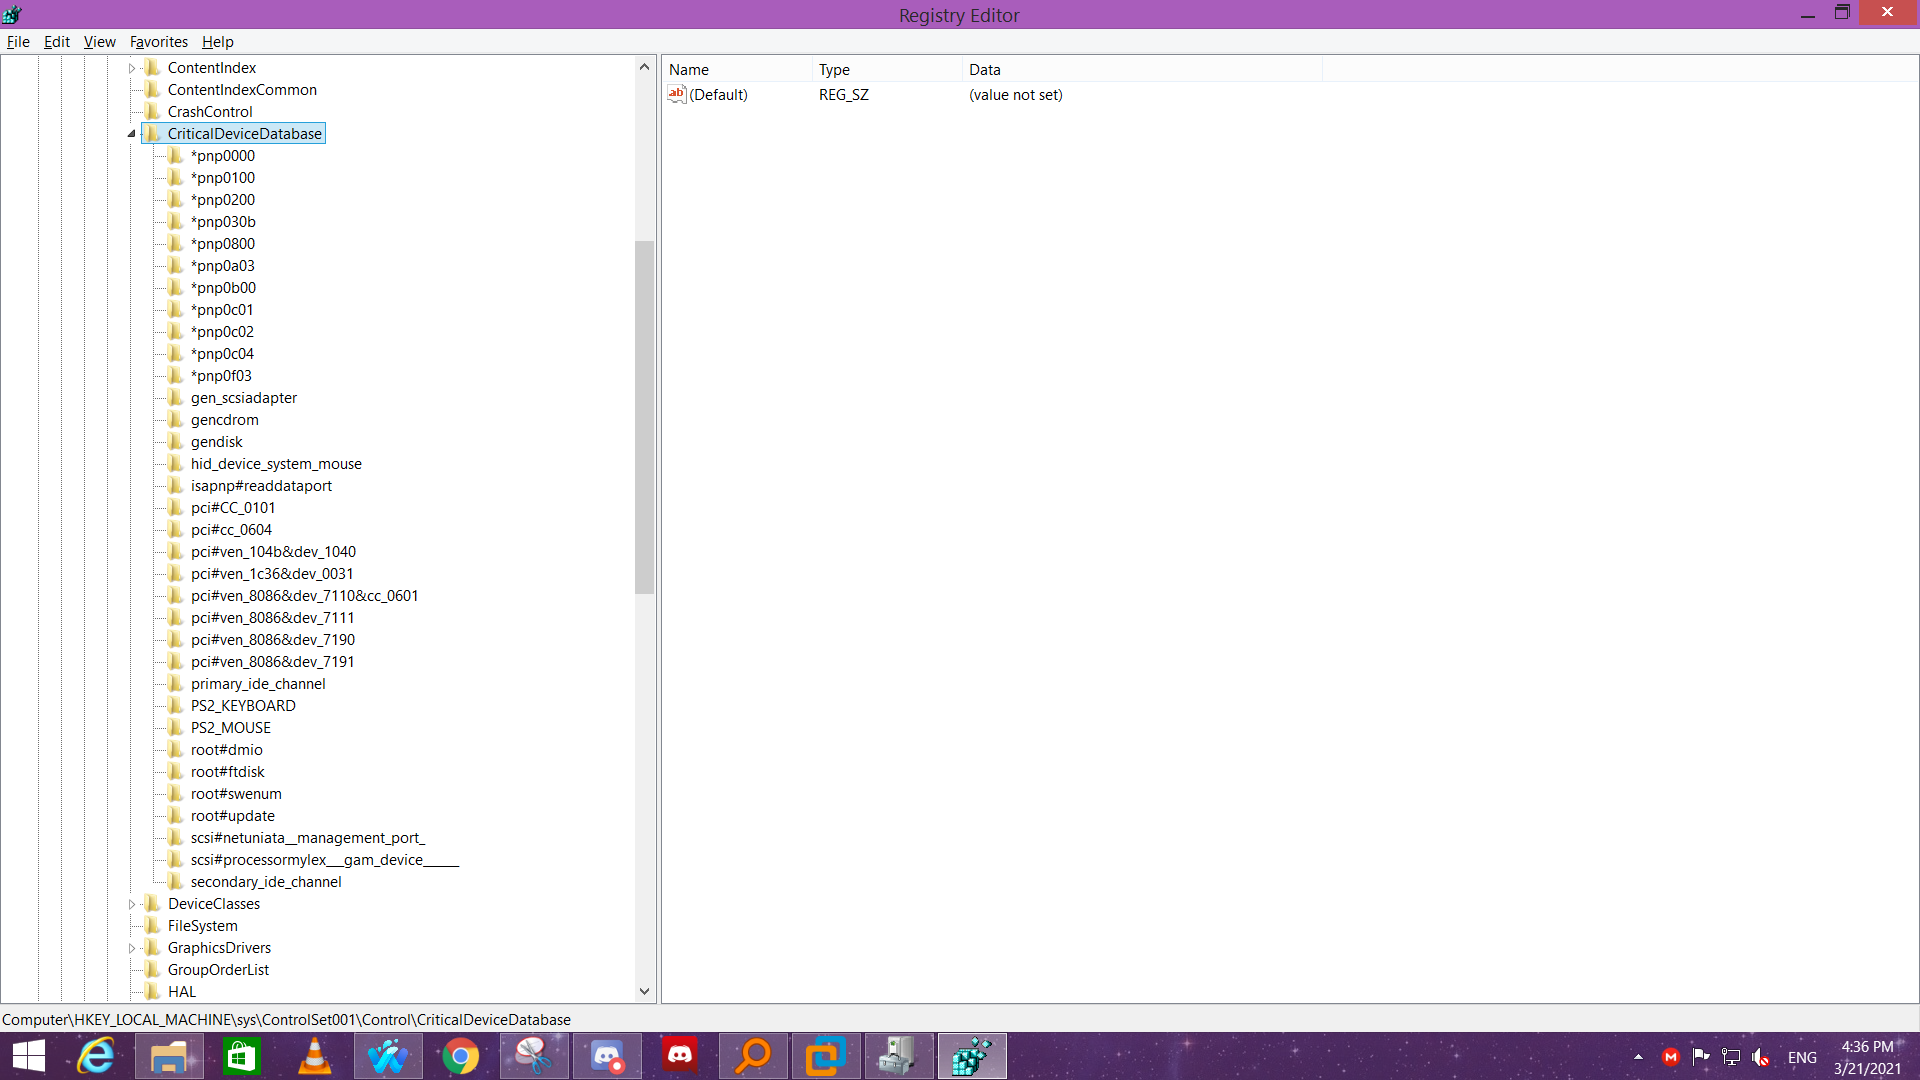 Registry Editor
File Edit View Favorites Help
ContentIndex
ContentIndexCommon
CrashControl
CriticalDeviceDatabase
*pnp0000
*pnp0100
*pnp0200
*pnp030b
*pnp0800
*pnp0a03
*pnp0b00
*pnp0c01
*pnp0c02
*pnp0c04
*pnp0f03
gen_scsiadapter
gencdrom
gendisk
hid_device_system_mouse
isapnp#readdataport
pci#CC_0101
pci#cc_0604
pci#ven_104b&dev_1040
pci#ven_1c36&dev_0031
pci#ven_8086&dev_7110&cc_0601
pci#ven_8086&dev_7111
pci#ven_8086&dev_7190
pci#ven_8086&dev_7191
primary_ide_channel
PS2_KEYBOARD
PS2_MOUSE
root#dmio
root#ftdisk
root#swenum
root#update
scsi#netuniata__management_port_
scsi#processormylex___gam_device______
secondary_ide_channel
DeviceClasses
FileSystem
GraphicsDrivers
GroupOrderList
HAL
Name Type Data
ab (Default) REG_SZ (value not set)
Computer\HKEY_LOCAL_MACHINE\sys\ControlSet001\Control\CriticalDeviceDatabase
ENG
4:36 PM
3/21/2021